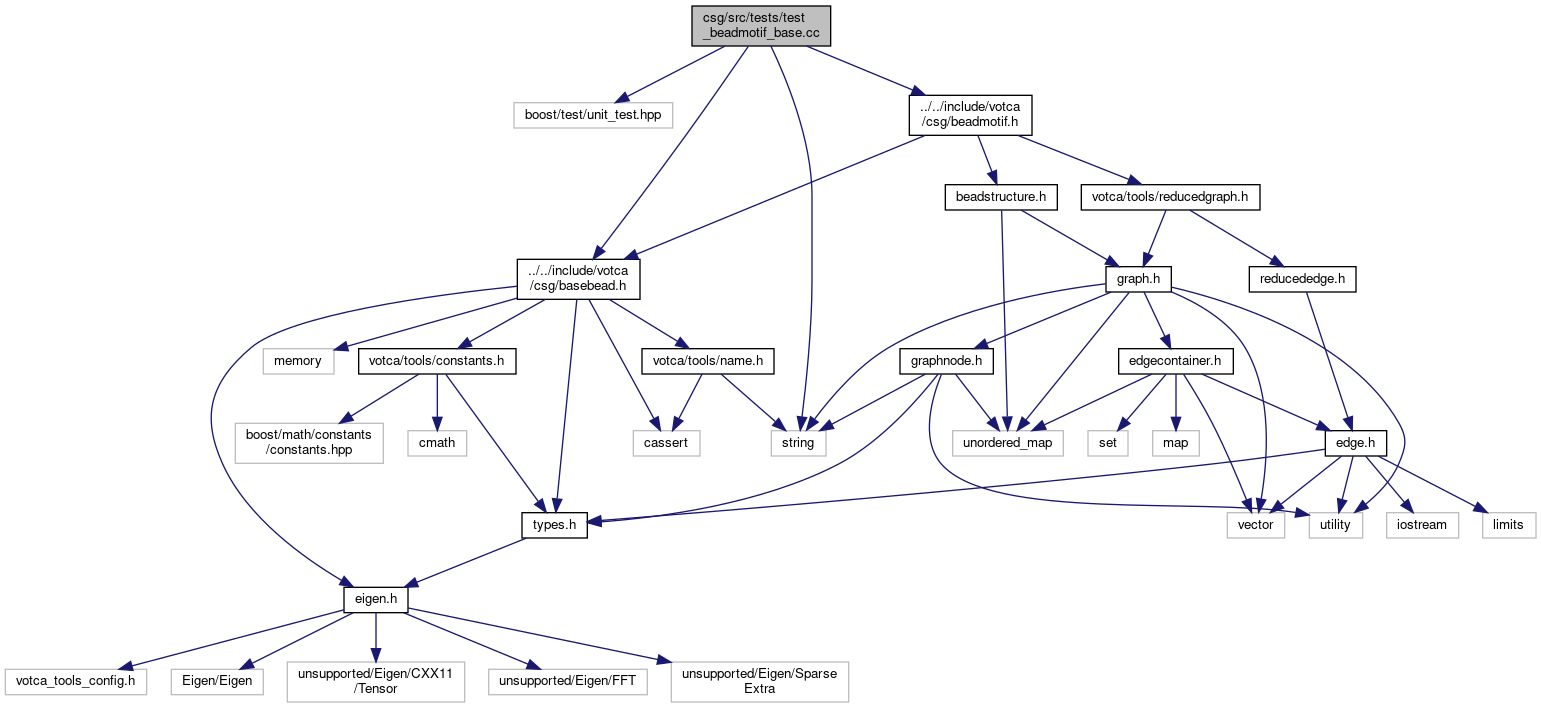 csg/src/tests/test
_beadmotif_base.cc
boost/test/unit_test.hpp
../../include/votca
/csg/beadmotif.h
beadstructure.h
votca/tools/reducedgraph.h
../../include/votca
/csg/basebead.h
graph.h
reducededge.h
memory
votca/tools/constants.h
votca/tools/name.h
graphnode.h
edgecontainer.h
boost/math/constants
/constants.hpp
cmath
cassert
string
unordered_map
set
map
edge.h
types.h
vector
utility
iostream
limits
eigen.h
votca_tools_config.h
Eigen/Eigen
unsupported/Eigen/CXX11
/Tensor
unsupported/Eigen/FFT
unsupported/Eigen/Sparse
Extra